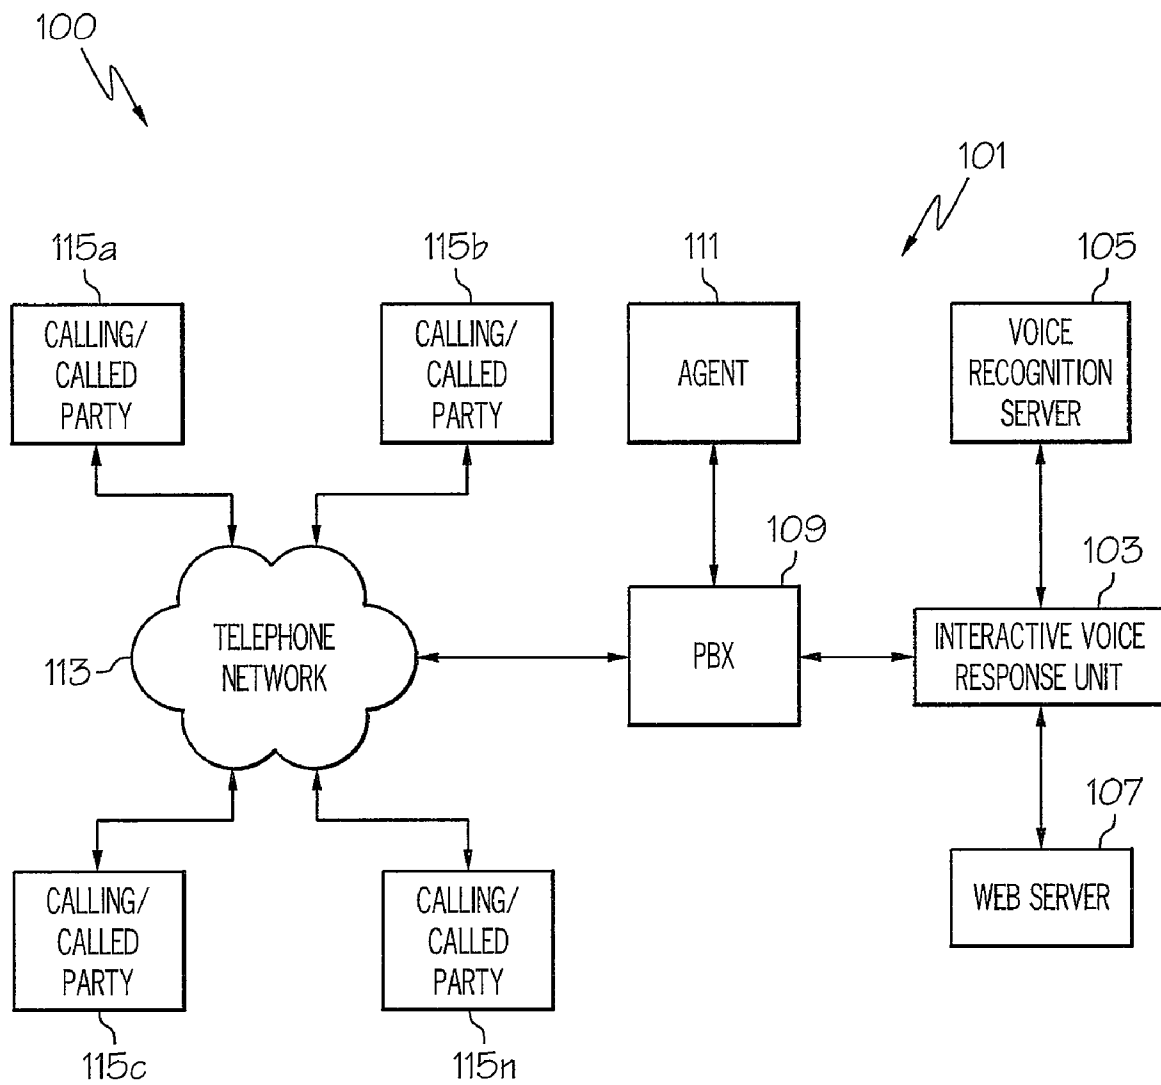 100
101
115a
115b
111
105
CALLING/
CALLED
PARTY
CALLING/
CALLED
PARTY
AGENT
VOICE
RECOGNITION
SERVER
109
103
TELEPHONE
NETWORK
113
PBX
INTERACTIVE VOICE
RESPONSE UNIT
107
CALLING/
CALLED
PARTY
CALLING/
CALLED
PARTY
WEB SERVER
115c
115n